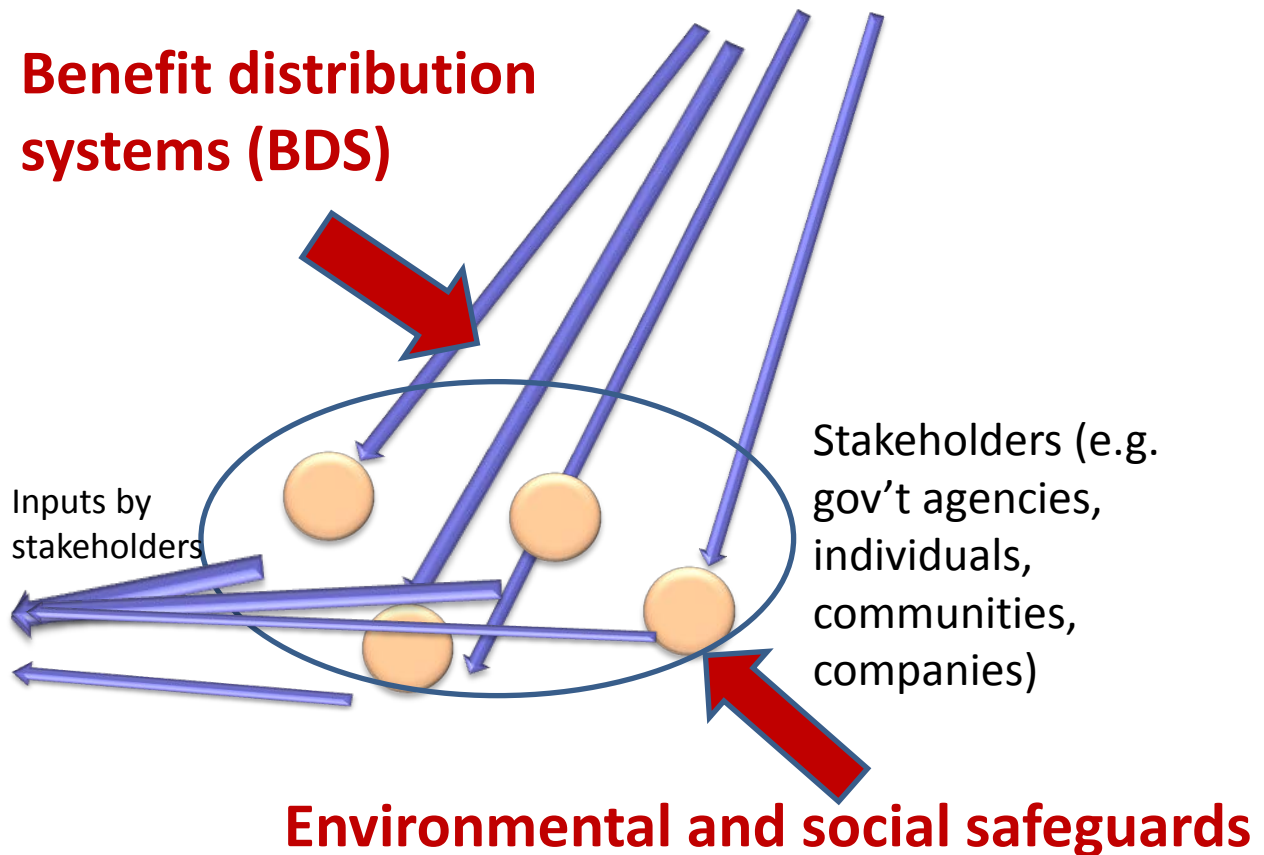 Benefit distribution
systems (BDS)
Stakeholders (e.g.
gov’t agencies,
individuals,
communities,
companies)
Inputs by
stakeholders
Environmental and social safeguards